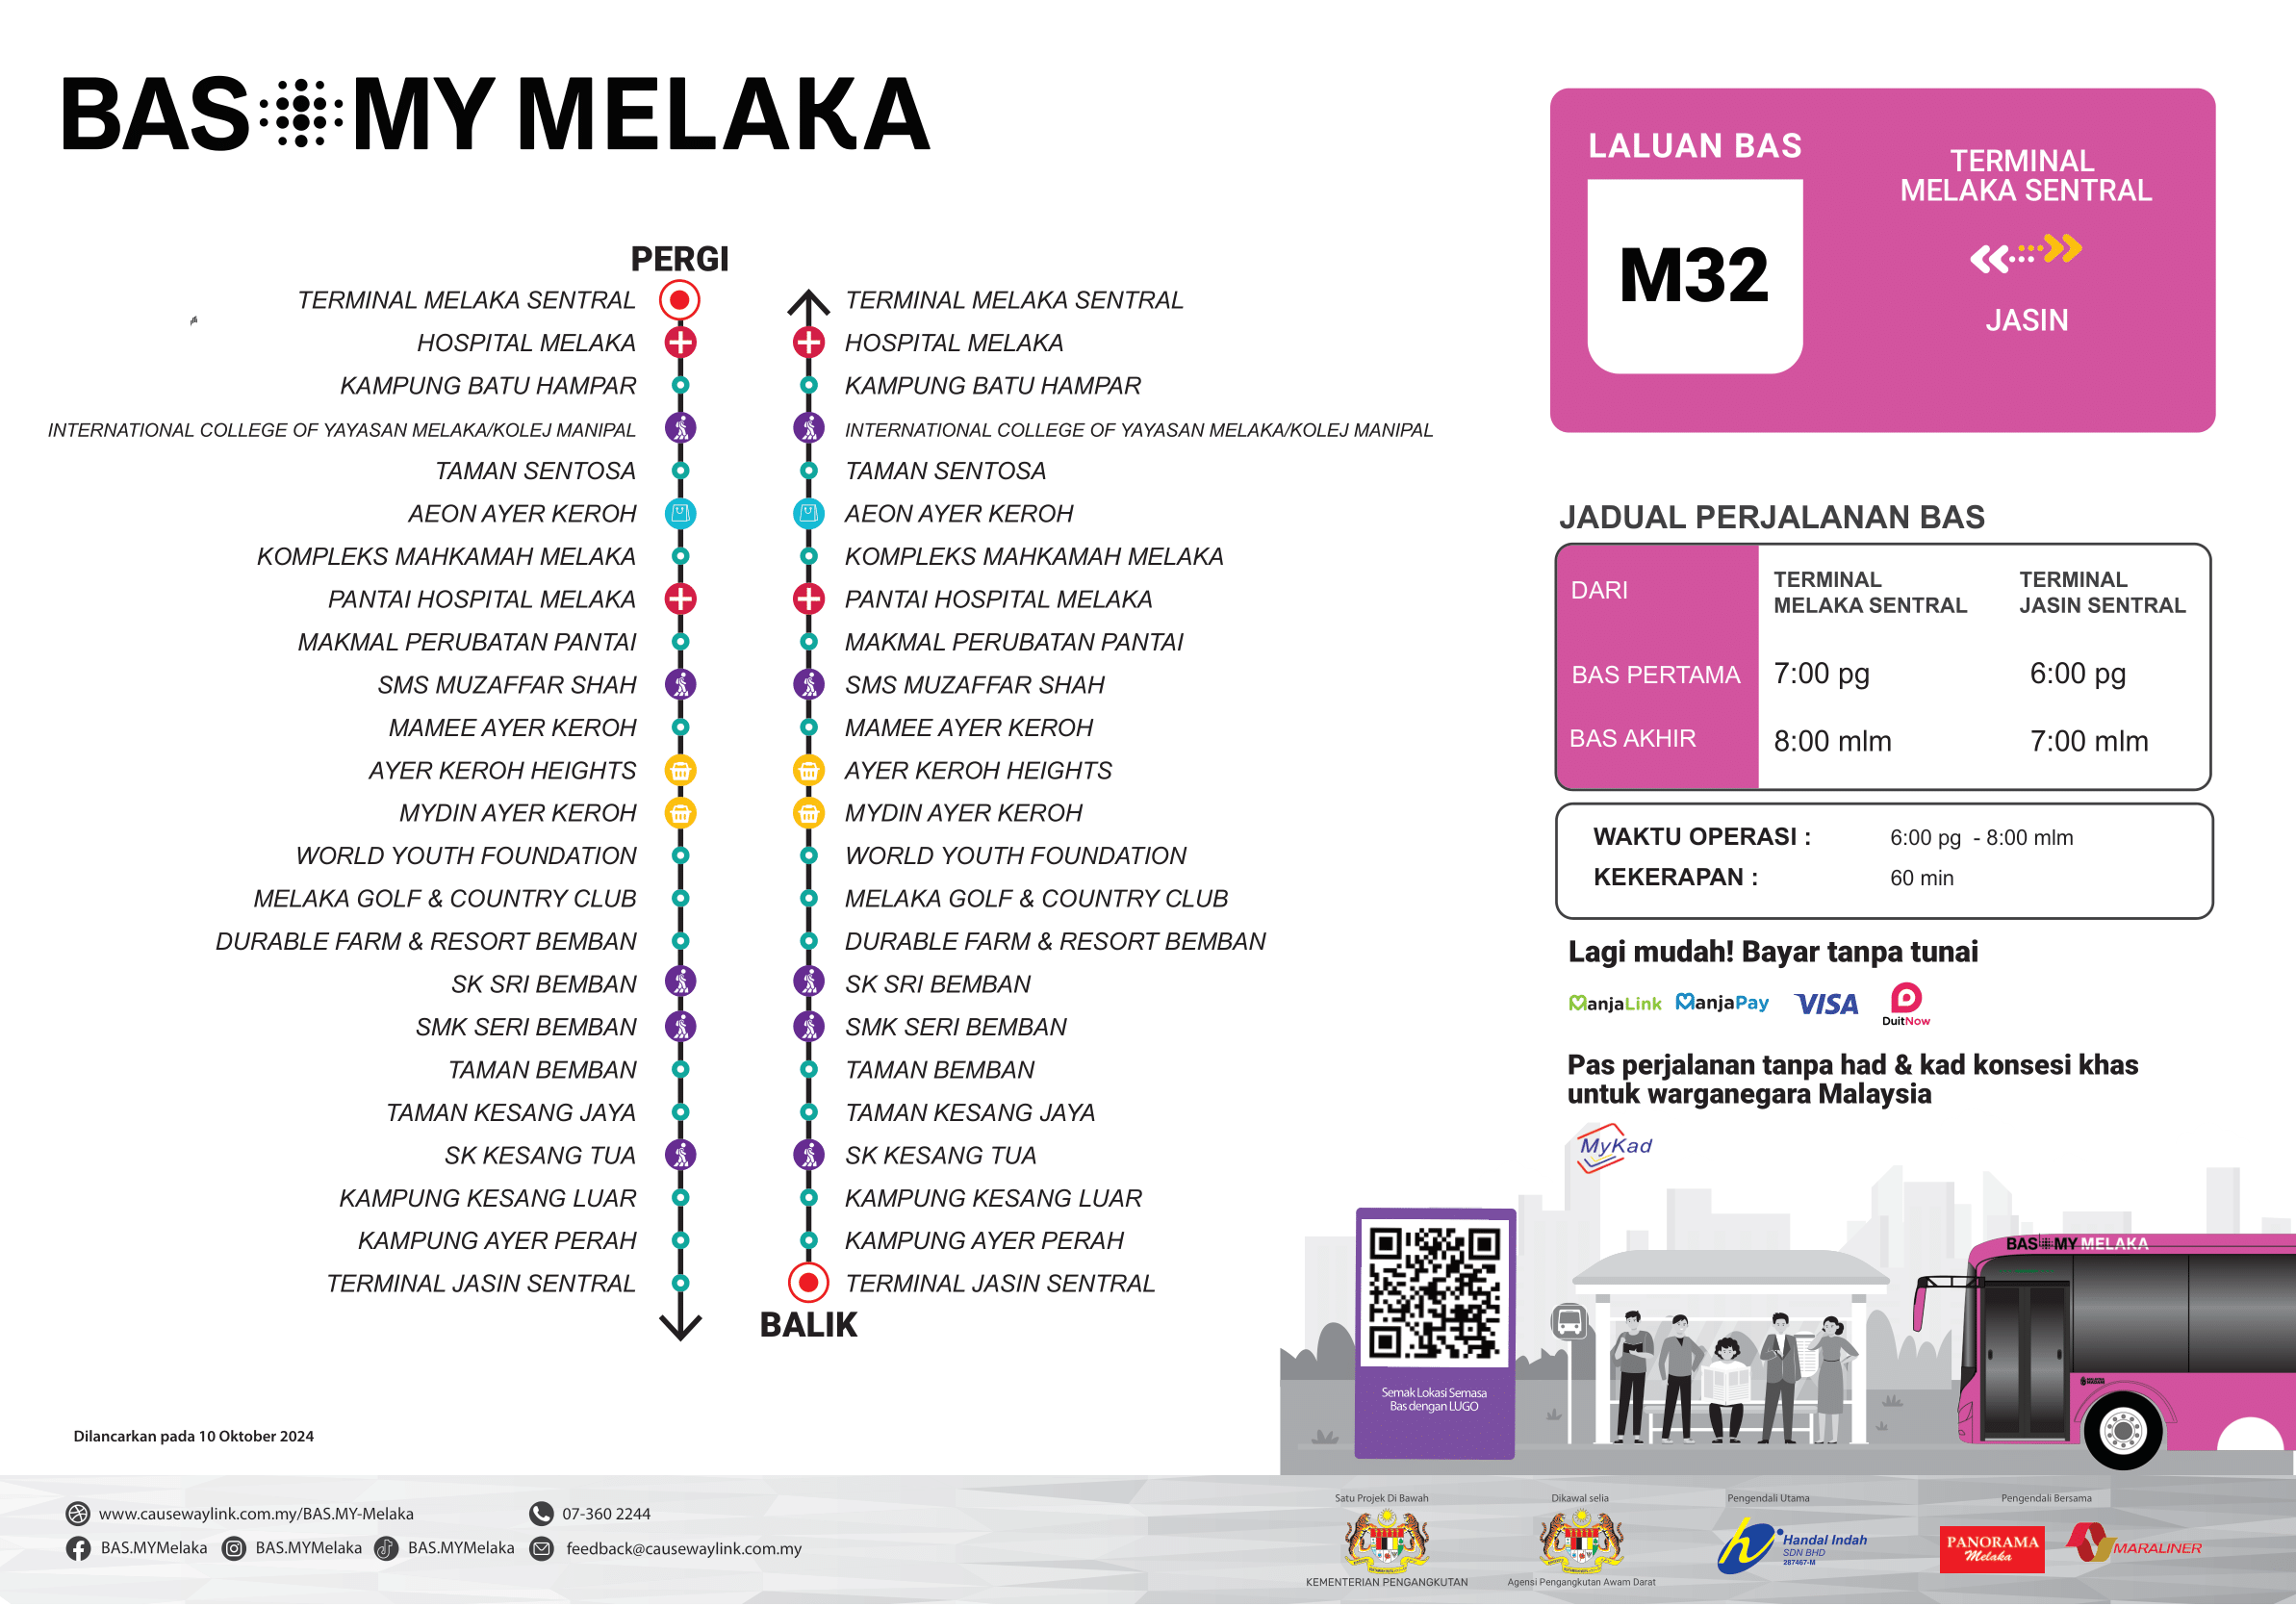 BAS MY MELAKA
PERGI
TERMINAL MELAKA SENTRAL
HOSPITAL MELAKA
KAMPUNG BATU HAMPAR
INTERNATIONAL COLLEGE OF YAYASAN MELAKA/KOLEJ MANIPAL
TAMAN SENTOSA
AEON AYER KEROH
KOMPLEKS MAHKAMAH MELAKA
PANTAI HOSPITAL MELAKA
MAKMAL PERUBATAN PANTAI
SMS MUZAFFAR SHAH
MAMEE AYER KEROH
AYER KEROH HEIGHTS
MYDIN AYER KEROH
WORLD YOUTH FOUNDATION
MELAKA GOLF & COUNTRY CLUB
DURABLE FARM & RESORT BEMBAN
SK SRI BEMBAN
SMK SERI BEMBAN
TAMAN BEMBAN
TAMAN KESANG JAYA
SK KESANG TUA
KAMPUNG KESANG LUAR
KAMPUNG AYER PERAH
TERMINAL JASIN SENTRAL
TERMINAL MELAKA SENTRAL
HOSPITAL MELAKA
KAMPUNG BATU HAMPAR
INTERNATIONAL COLLEGE OF YAYASAN MELAKA/KOLEJ MANIPAL
TAMAN SENTOSA
AEON AYER KEROH
KOMPLEKS MAHKAMAH MELAKA
PANTAI HOSPITAL MELAKA
MAKMAL PERUBATAN PANTAI
SMS MUZAFFAR SHAH
MAMEE AYER KEROH
AYER KEROH HEIGHTS
MYDIN AYER KEROH
WORLD YOUTH FOUNDATION
MELAKA GOLF & COUNTRY CLUB
DURABLE FARM & RESORT BEMBAN
SK SRI BEMBAN
SMK SERI BEMBAN
TAMAN BEMBAN
TAMAN KESANG JAYA
SK KESANG TUA
KAMPUNG KESANG LUAR
KAMPUNG AYER PERAH
TERMINAL JASIN SENTRAL
BALIK
LALUAN BAS
M32
TERMINAL
MELAKA SENTRAL
JASIN
JADUAL PERJALANAN BAS
DARI
TERMINAL
MELAKA SENTRAL
TERMINAL
JASIN SENTRAL
BAS PERTAMA 7:00 pg 6:00 pg
BAS AKHIR 8:00 mlm 7:00 mlm
WAKTU OPERASI : 6:00 pg - 8:00 mlm
KEKERAPAN : 60 min
Lagi mudah! Bayar tanpa tunai
ManjaLink ManjaPay VISA DuitNow
Pas perjalanan tanpa had & kad konsesi khas
untuk warganegara Malaysia
MyKad
BAS MY MELAKA
Semak Lokasi Semasa
Bas dengan LUGO
Dilancarkan pada 10 Oktober 2024
www.causewaylink.com.my/BAS.MY-Melaka
07-360 2244
BAS.MYMelaka BAS.MYMelaka BAS.MYMelaka feedback@causewaylink.com.my
Satu Projek Di Bawah
KEMENTERIAN PENGANGKUTAN
Dikawal selia
Agensi Pengangkutan Awam Darat
Pengendali Utama
Handal Indah
SDN BHD
287467-M
Pengendali Bersama
PANORAMA
Melaka
MARALINER